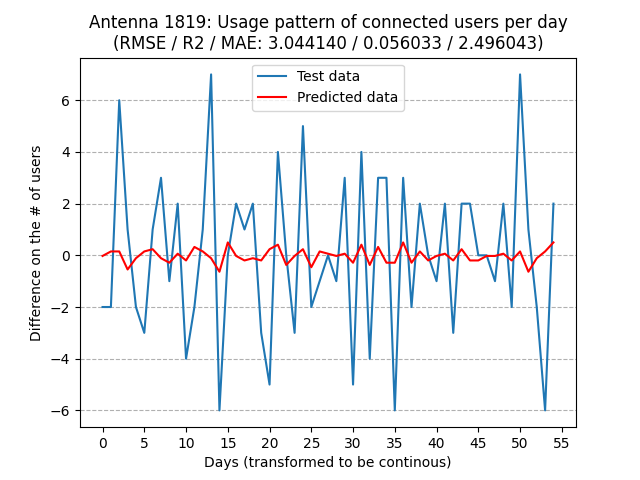 Antenna 1819: Usage pattern of connected users per day
(RMSE / R2 / MAE: 3.044140 / 0.056033 / 2.496043)
Test data
Predicted data
Difference on the # of users
6
4
2
0
−2
−4
−6
0 5 10 15 20 25 30 35 40 45 50 55
Days (transformed to be continous)